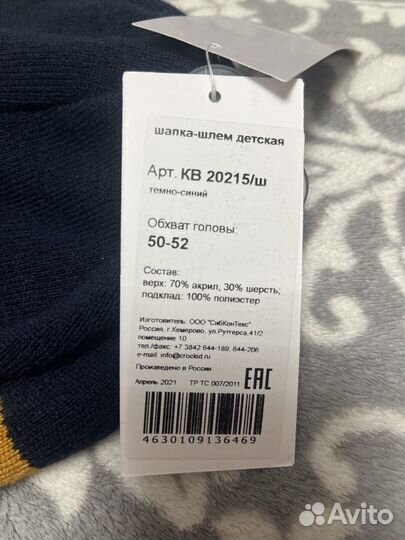 шапка-шлем детская
Арт. КВ 20215/ш
темно-синий
Обхват головы:
50-52
Состав:
верх: 70% акрил, 30% шерсть;
подклад: 100% полиэстер
Изготовитель: ООО "СибКонТекс"
Россия, г.Кемерово, ул.Рутгерса,41/2
помещение 10
тел./факс: +7 3842 644-189, 644-206
e-mail: info@crockid.ru
Произведено в России
Апрель 2021 ТР ТС 007/2011 ЕАС
4630109136469
Avito